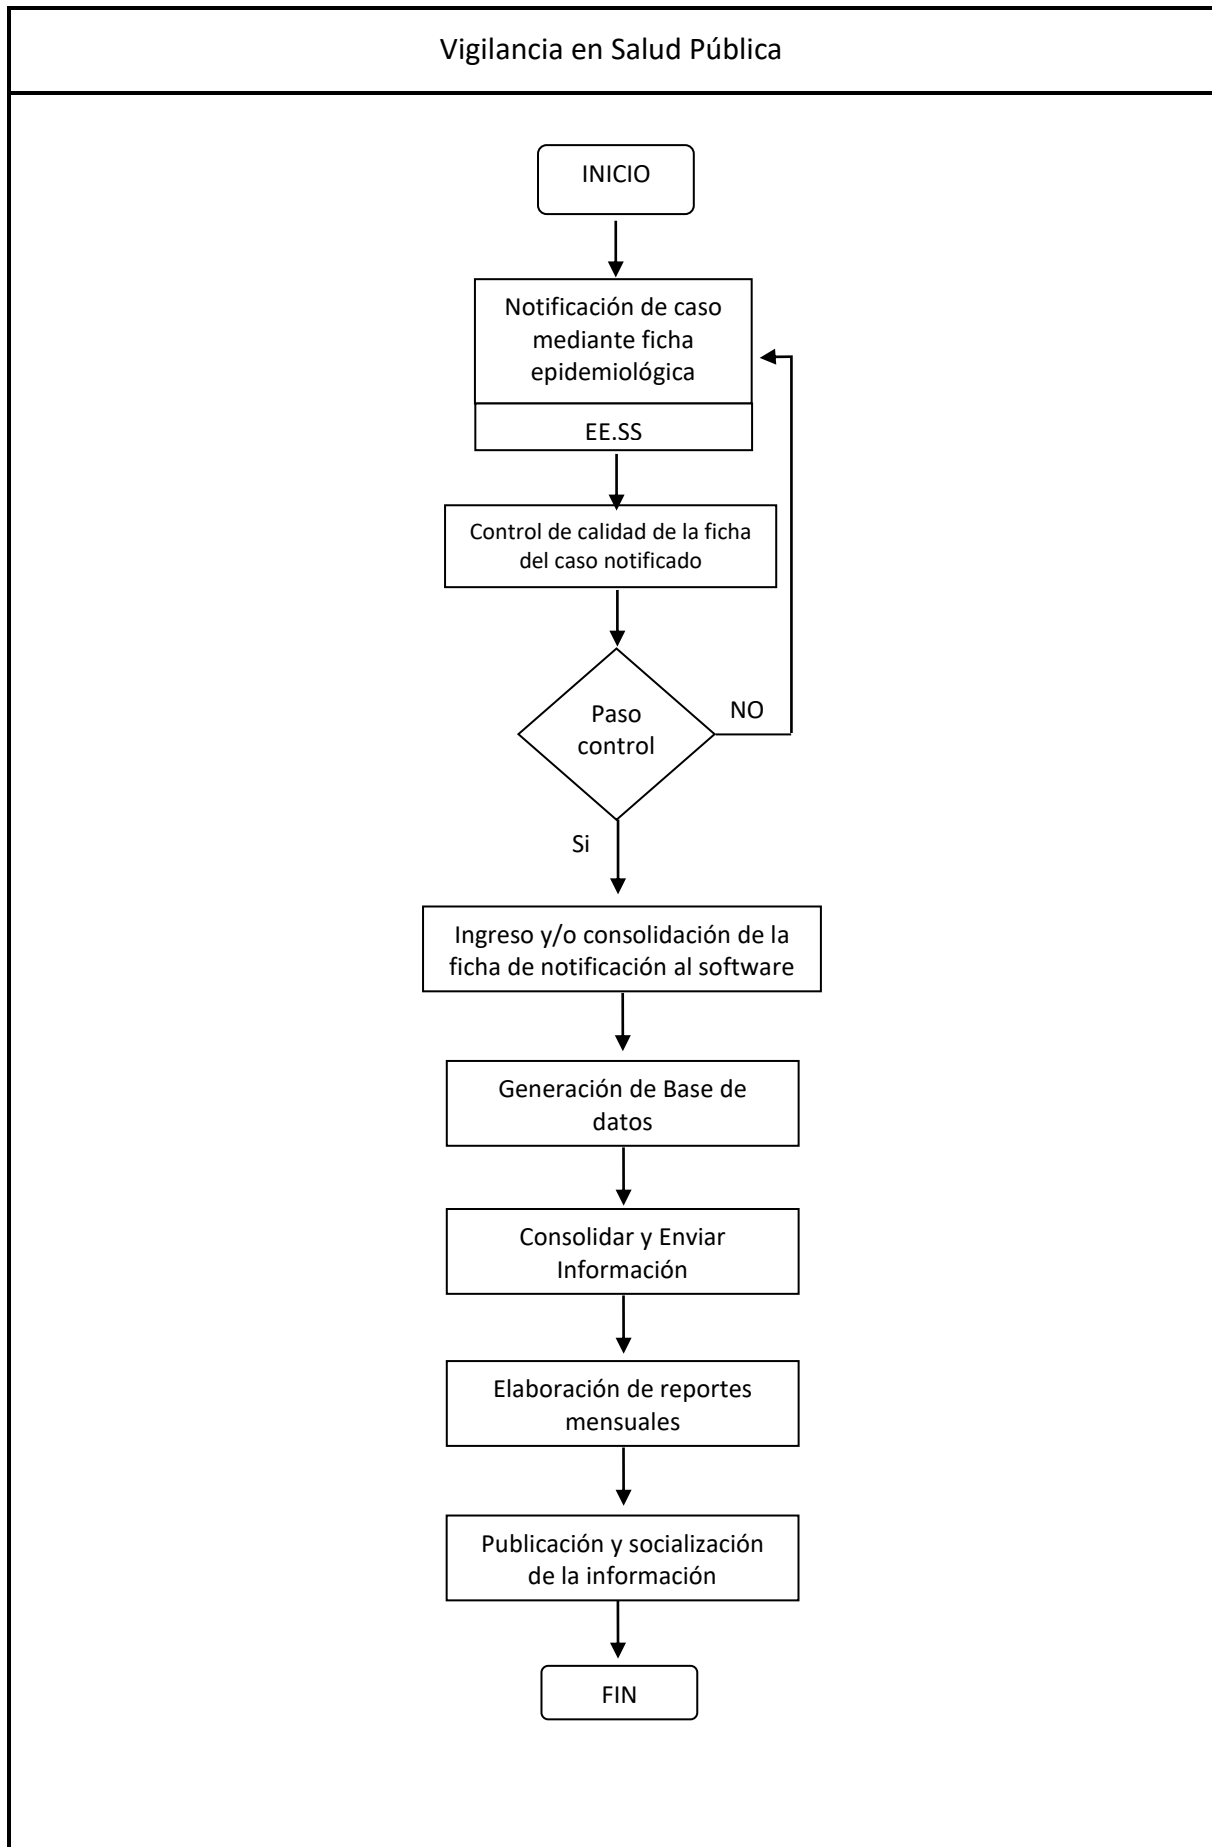 Vigilancia en Salud Pública
INICIO
Notificación de caso
mediante ficha
epidemiológica
EE.SS
Control de calidad de la ficha
del caso notificado
Paso
control
NO
Si
Ingreso y/o consolidación de la
ficha de notificación al software
Generación de Base de
datos
Consolidar y Enviar
Información
Elaboración de reportes
mensuales
Publicación y socialización
de la información
FIN